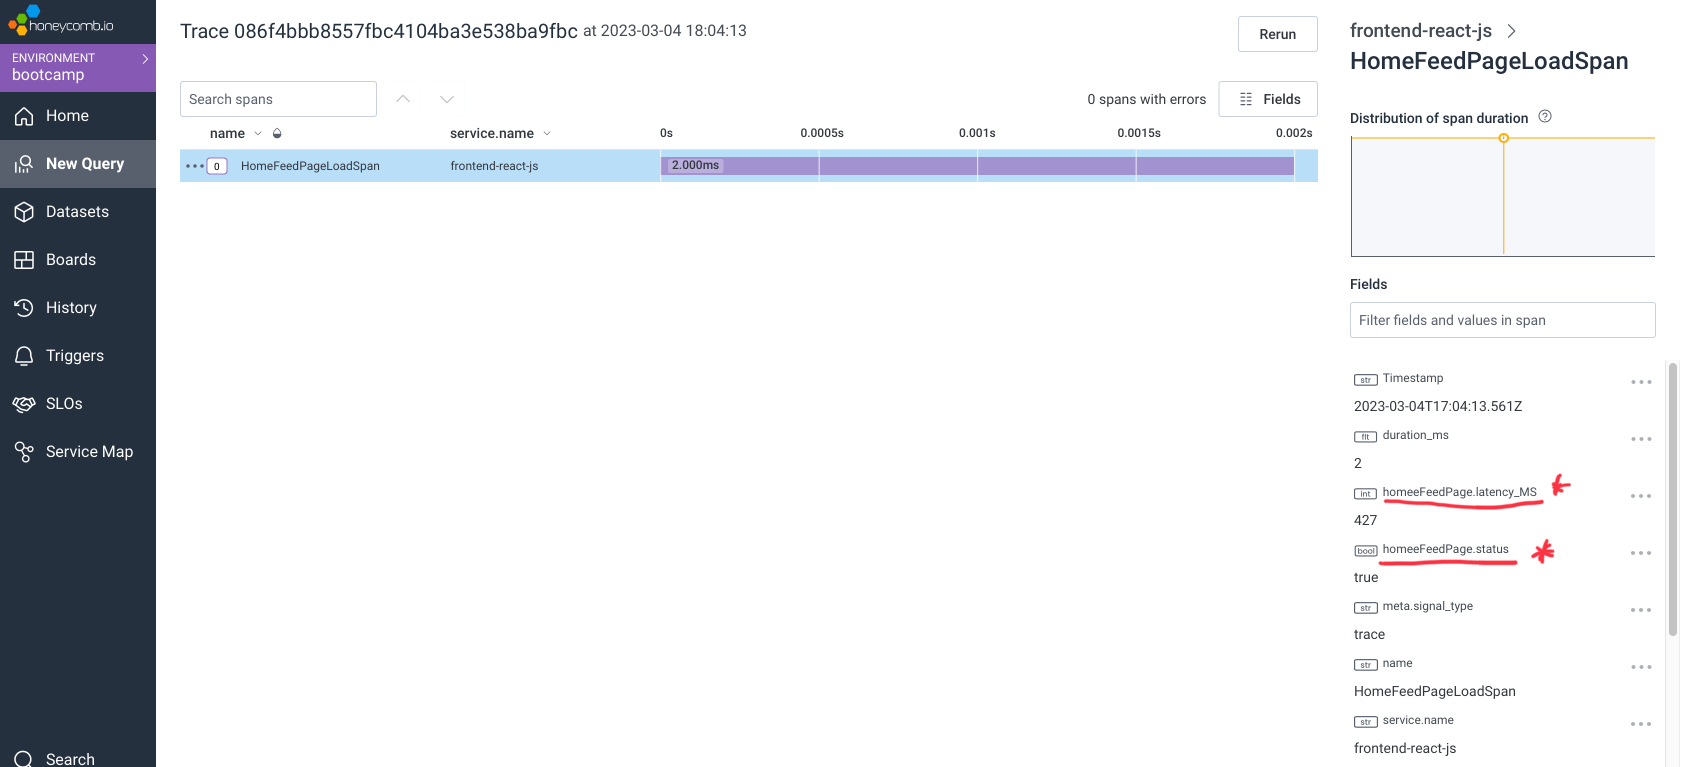 honeycomb.io
ENVIRONMENT
bootcamp
Home
New Query
Datasets
Boards
History
Triggers
SLOs
Service Map
Search
Trace 086f4bbb8557fbc4104ba3e538ba9fbc at 2023-03-04 18:04:13
Rerun
Search spans
0 spans with errors
Fields
name service.name 0s 0.0005s 0.001s 0.0015s 0.002s
0 HomeFeedPageLoadSpan frontend-react-js 2.000ms
frontend-react-js
HomeFeedPageLoadSpan
Distribution of span duration
Fields
Filter fields and values in span
str Timestamp
2023-03-04T17:04:13.561Z
flt duration_ms
2
int homeeFeedPage.latency_MS
427
bool homeeFeedPage.status
true
str meta.signal_type
trace
str name
HomeFeedPageLoadSpan
str service.name
frontend-react-js